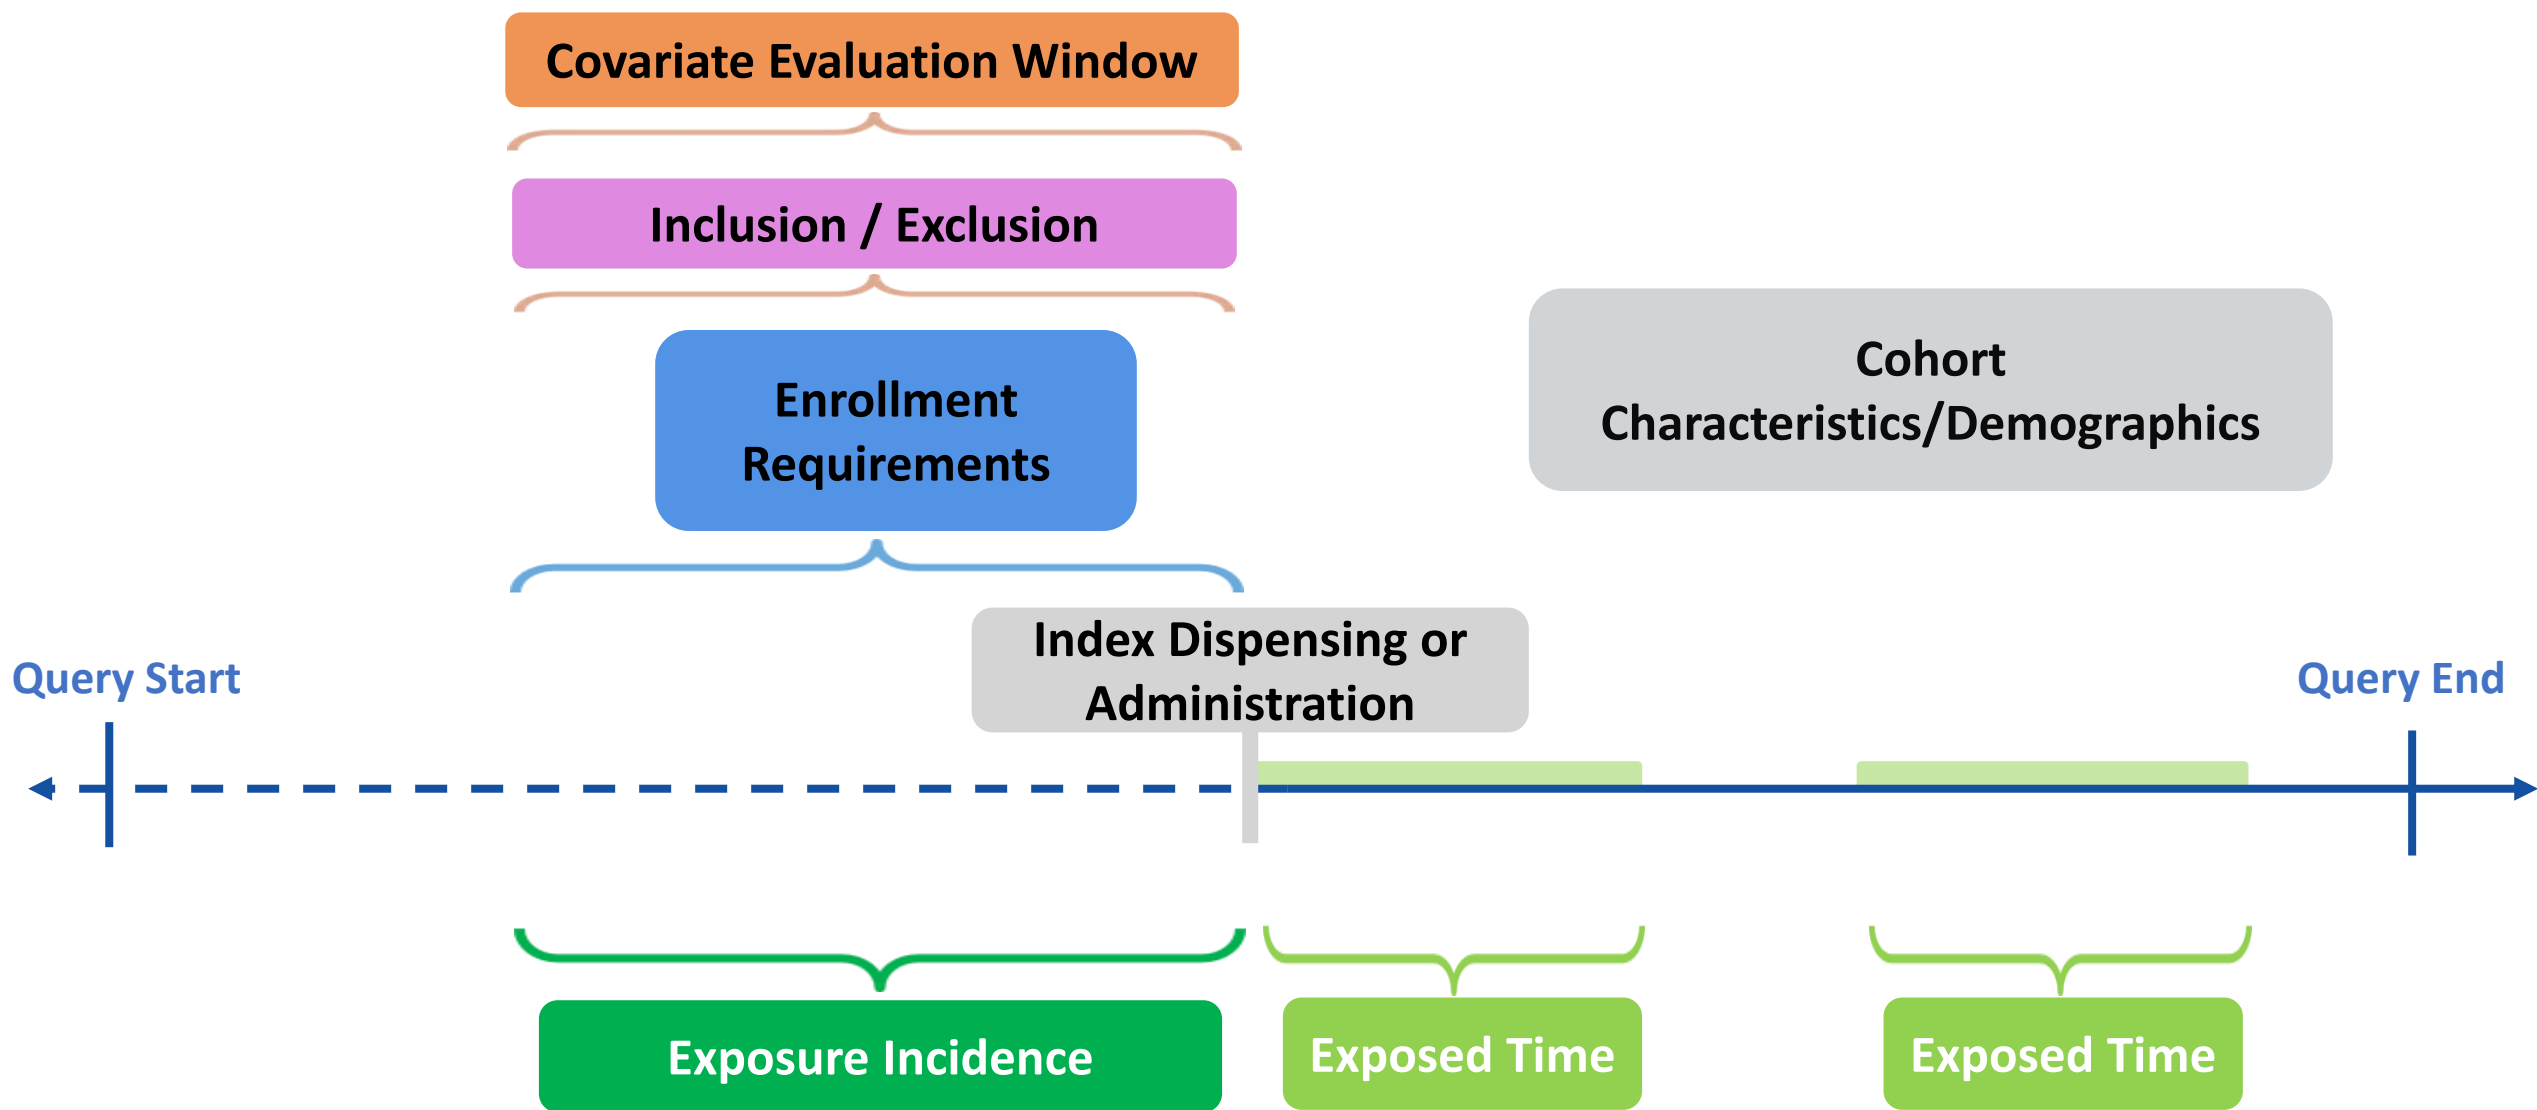 Covariate Evaluation Window
Inclusion / Exclusion
Enrollment
Requirements
Cohort
Characteristics/Demographics
Index Dispensing or
Administration
Query Start
Query End
Exposure Incidence
Exposed Time
Exposed Time